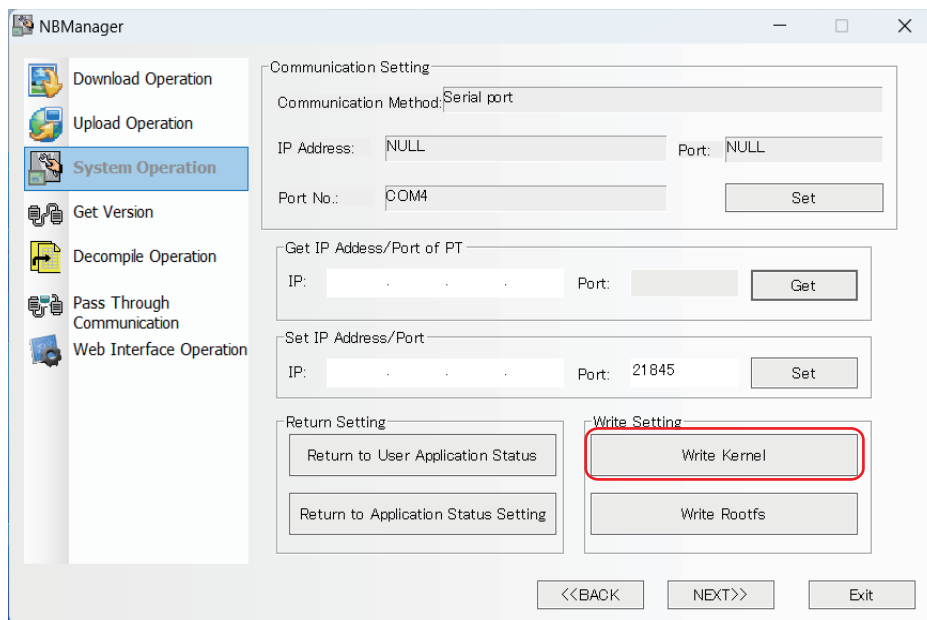 NBManager
Download Operation
Upload Operation
System Operation
Get Version
Decompile Operation
Pass Through
Communication
Web Interface Operation
Communication Setting
Communication Method: Serial port
IP Address: NULL Port: NULL
Port No.: COM4 Set
Get IP Addess/Port of PT
IP: . . . Port: Get
Set IP Address/Port
IP: . . . Port: 21845 Set
Return Setting
Return to User Application Status
Return to Application Status Setting
Write Setting
Write Kernel
Write Rootfs
<<BACK NEXT>> Exit